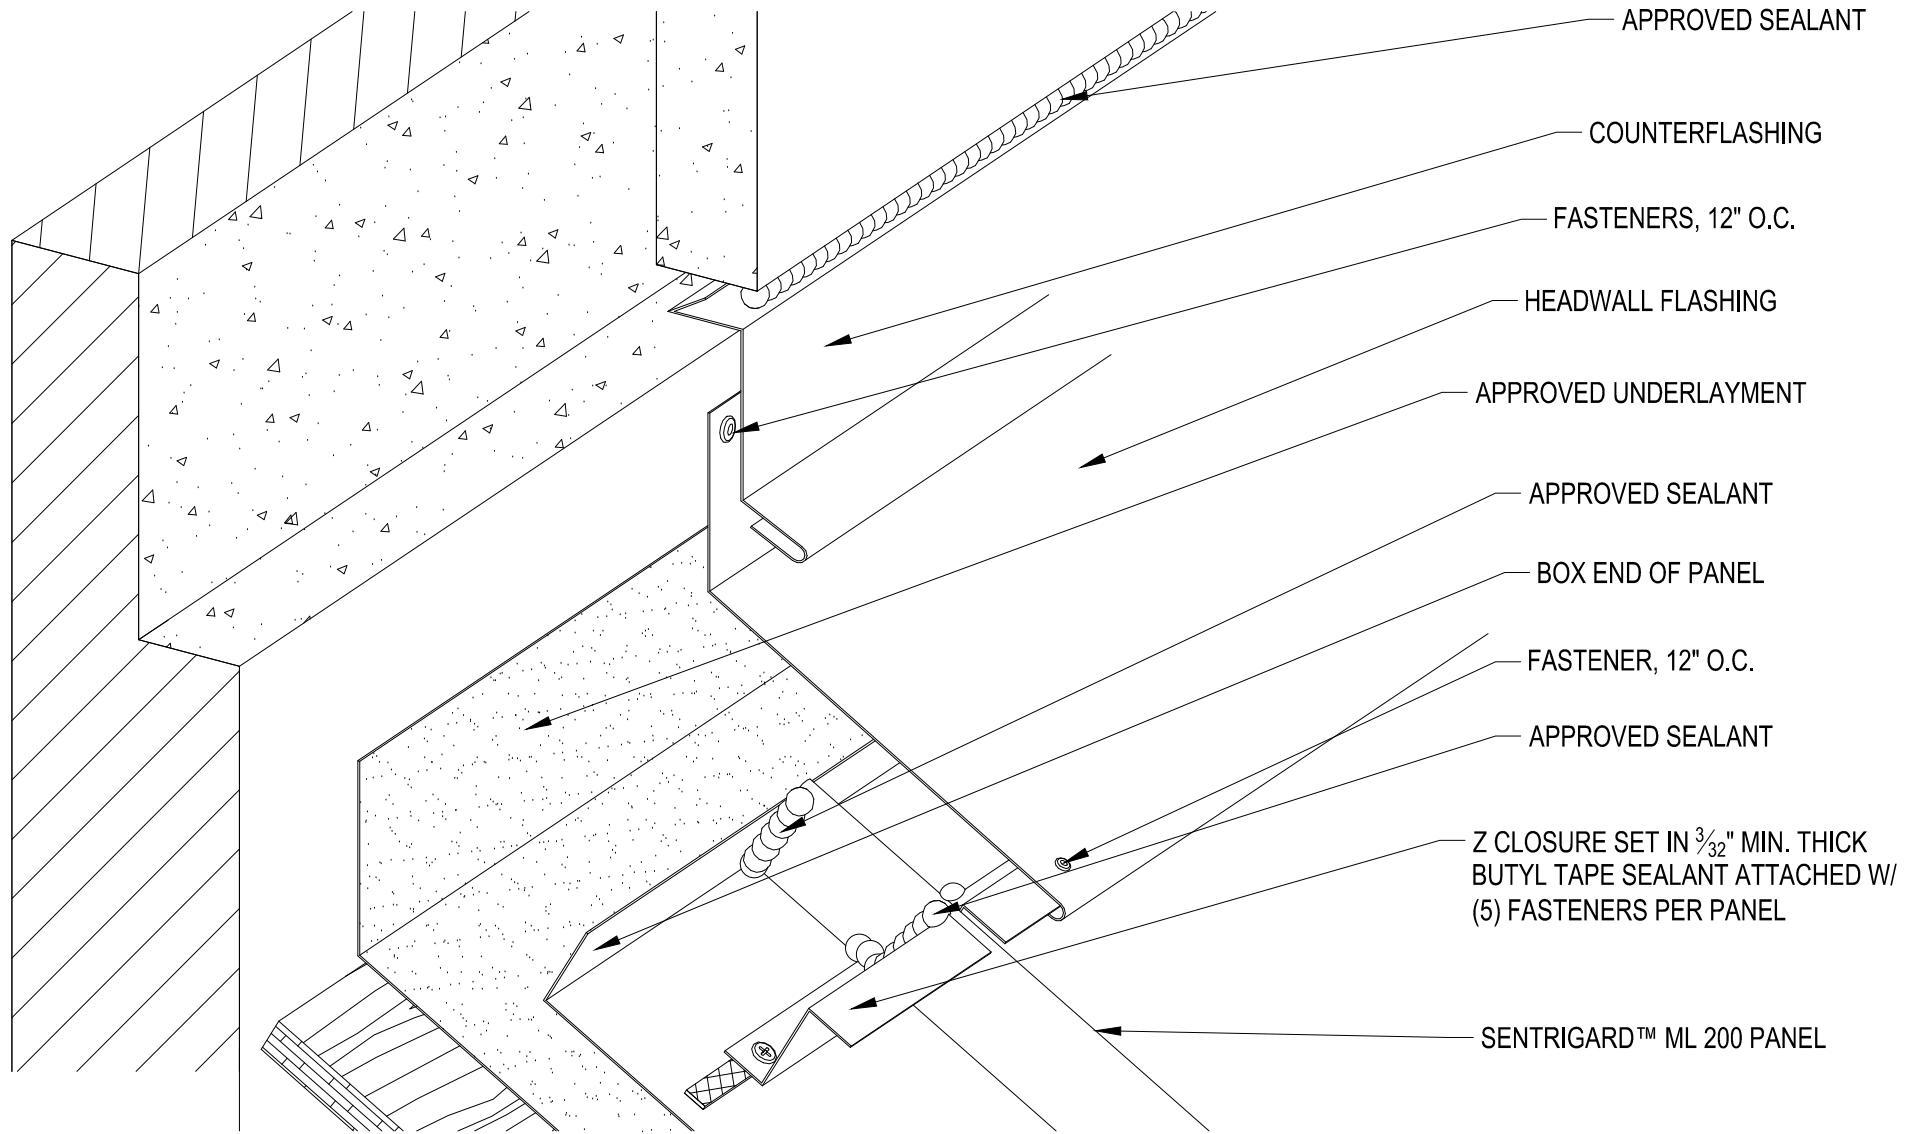 APPROVED SEALANT
COUNTERFLASHING
FASTENERS, 12" O.C.
HEADWALL FLASHING
APPROVED UNDERLAYMENT
APPROVED SEALANT
BOX END OF PANEL
FASTENER, 12" O.C.
APPROVED SEALANT
Z CLOSURE SET IN 3/32" MIN. THICK
BUTYL TAPE SEALANT ATTACHED W/
(5) FASTENERS PER PANEL
SENTRIGARD™ ML 200 PANEL